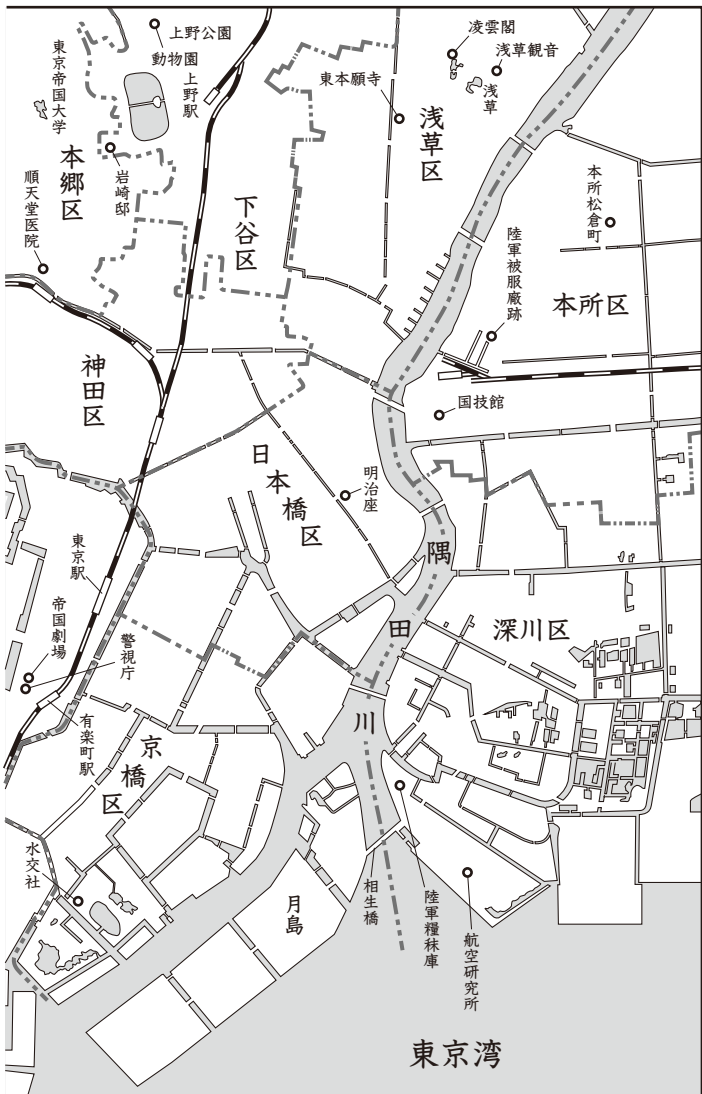 上野公園
動物園
上野駅
東京帝国大学
本郷区
岩崎邸
順天堂医院
下谷区
凌雲閣
浅草観音
浅草
東本願寺
浅草区
本所松倉町
陸軍被服廠跡
本所区
神田区
国技館
日本橋区
明治座
隅田川
東京駅
帝国劇場
警視庁
有楽町駅
深川区
京橋区
水交社
月島
相生橋
陸軍糧秣庫
航空研究所
東京湾